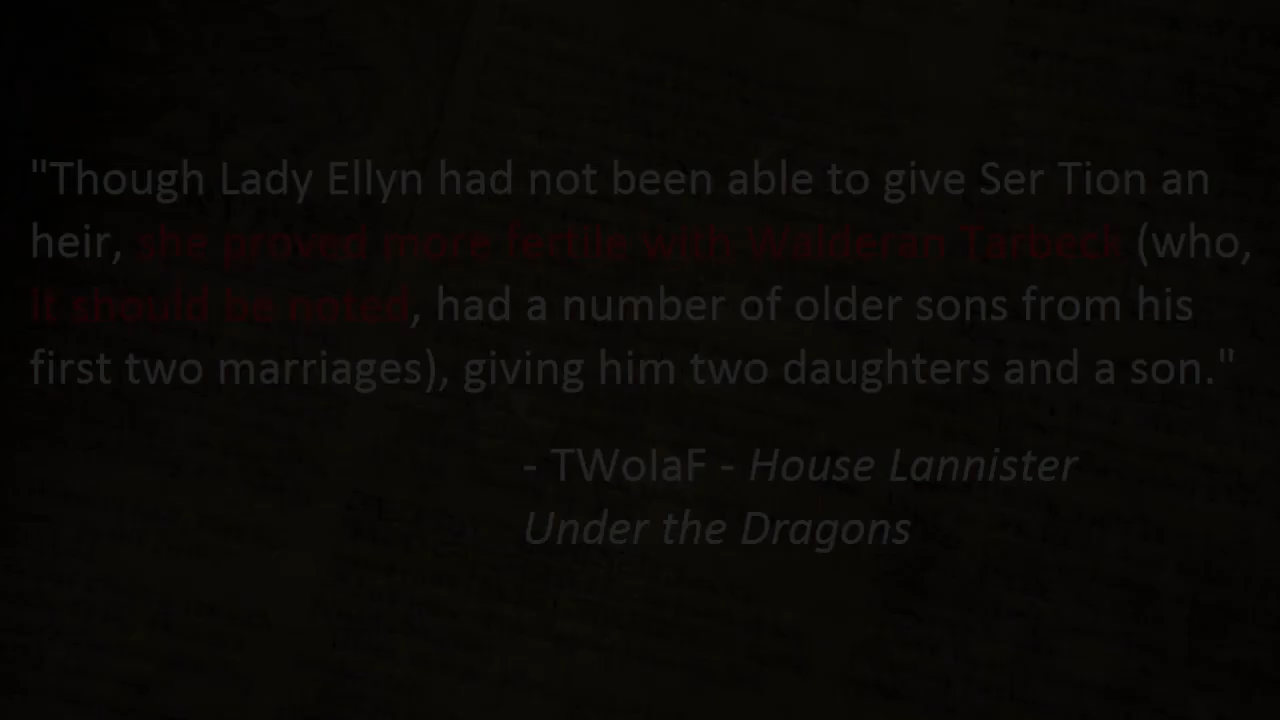 "Though Lady Ellyn had not been able to give Ser Tion an
heir, she proved more fertile with Walderan Tarbeck (who,
it should be noted, had a number of older sons from his
first two marriages), giving him two daughters and a son."
- TWoIaF - House Lannister
Under the Dragons